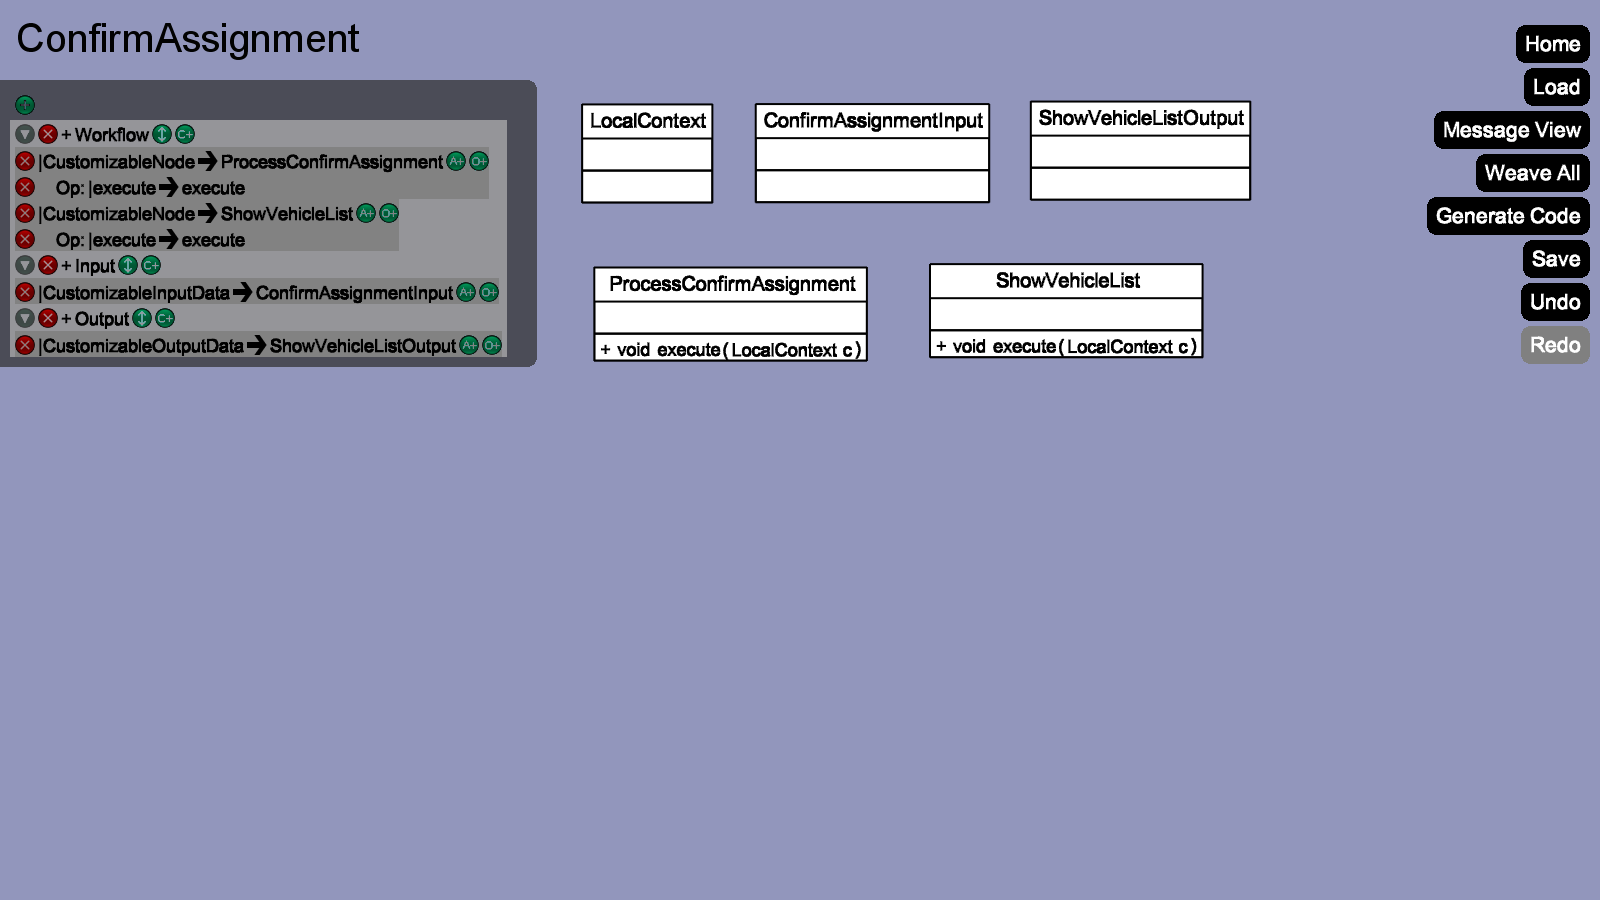 ConfirmAssignment
+ Workflow C+
|CustomizableNode ➔ ProcessConfirmAssignment A+ O+
Op: |execute ➔ execute
|CustomizableNode ➔ ShowVehicleList A+ O+
Op: |execute ➔ execute
+ Input C+
|CustomizableInputData ➔ ConfirmAssignmentInput A+ O+
+ Output C+
|CustomizableOutputData ➔ ShowVehicleListOutput A+ O+
LocalContext
ConfirmAssignmentInput
ShowVehicleListOutput
ProcessConfirmAssignment
+ void execute(LocalContext c)
ShowVehicleList
+ void execute(LocalContext c)
Home
Load
Message View
Weave All
Generate Code
Save
Undo
Redo